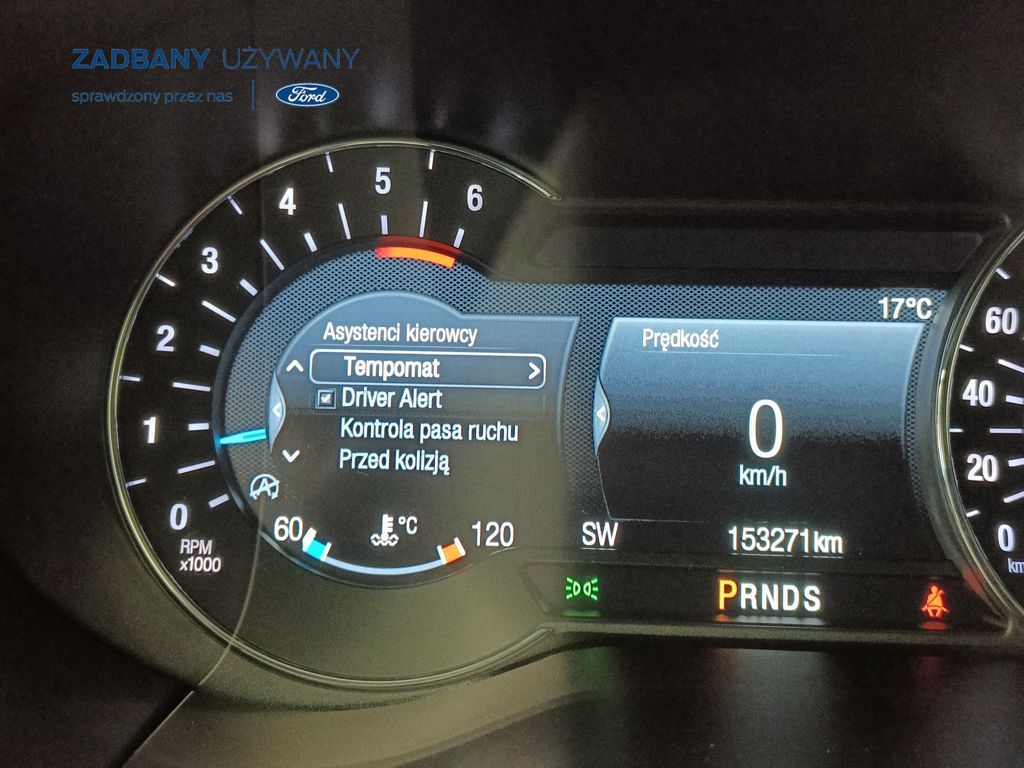 ZADBANY UŻYWANY
sprawdzony przez nas
Ford
0
1
2
3
4
5
6
RPM
x1000
Asystenci kierowcy
Tempomat
Driver Alert
Kontrola pasa ruchu
Przed kolizją
60
°C
120
17°C
Prędkość
0
km/h
SW
153271km
PRNDS
60
40
20
0